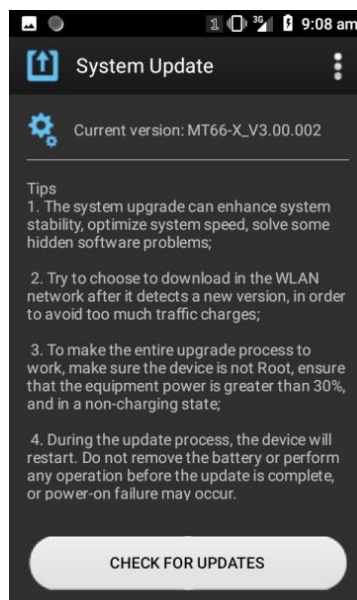 1 3G 9:08 am
System Update
Current version: MT66-X_V3.00.002
Tips
1. The system upgrade can enhance system
stability, optimize system speed, solve some
hidden software problems;
2. Try to choose to download in the WLAN
network after it detects a new version, in order
to avoid too much traffic charges;
3. To make the entire upgrade process to
work, make sure the device is not Root, ensure
that the equipment power is greater than 30%,
and in a non-charging state;
4. During the update process, the device will
restart. Do not remove the battery or perform
any operation before the update is complete,
or power-on failure may occur.
CHECK FOR UPDATES